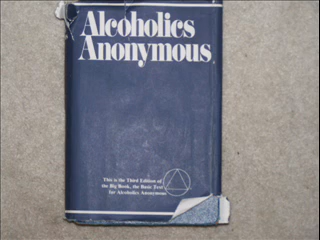 Alcoholics
Anonymous
This is the Third Edition of
the Big Book, the Basic Text
for Alcoholics Anonymous